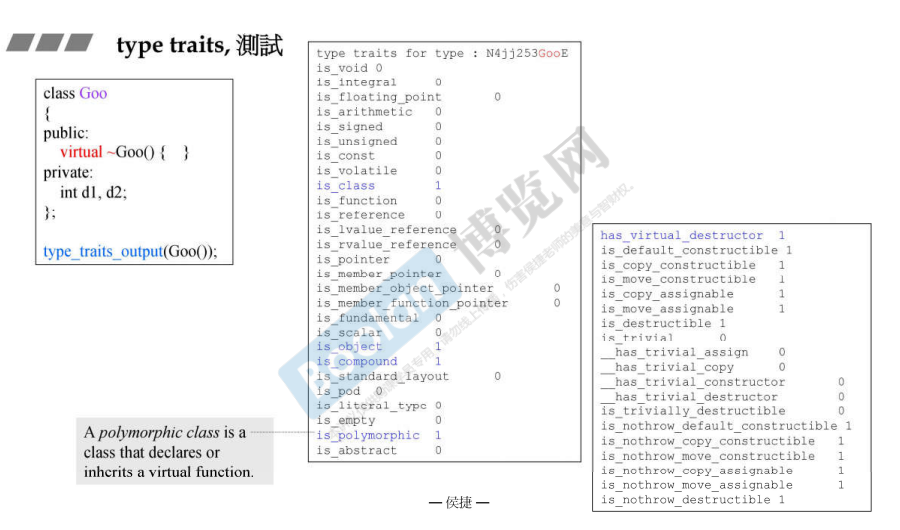 type traits, 測試
class Goo
{
public:
virtual ~Goo() { }
private:
int d1, d2;
};
type_traits_output(Goo());
type traits for type : N4jj253GooE
is_void 0
is_integral 0
is_floating_point 0
is_arithmetic 0
is_signed 0
is_unsigned 0
is_const 0
is_volatile 0
is_class 1
is_function 0
is_reference 0
is_lvalue_reference 0
is_rvalue_reference 0
is_pointer 0
is_member_pointer 0
is_member_object_pointer 0
is_member_function_pointer 0
is_fundamental 0
is_scalar 0
is_object 1
is_compound 1
is_standard_layout 0
is_pod 0
is_literal_type 0
is_empty 0
is_polymorphic 1
is_abstract 0
A polymorphic class is a
class that declares or
inherits a virtual function.
has_virtual_destructor 1
is_default_constructible 1
is_copy_constructible 1
is_move_constructible 1
is_copy_assignable 1
is_move_assignable 1
is_destructible 1
is_trivial 0
__has_trivial_assign 0
__has_trivial_copy 0
__has_trivial_constructor 0
__has_trivial_destructor 0
is_trivially_destructible 0
is_nothrow_default_constructible 1
is_nothrow_copy_constructible 1
is_nothrow_move_constructible 1
is_nothrow_copy_assignable 1
is_nothrow_move_assignable 1
is_nothrow_destructible 1
Boolan 博览网
— 侯捷 —